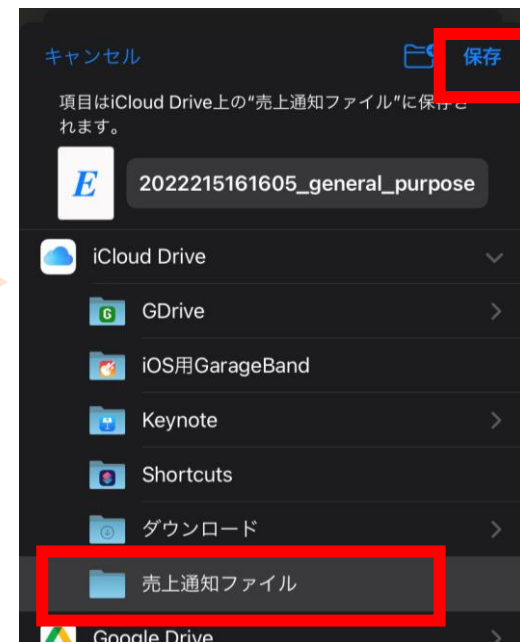 キャンセル
保存
項目はiCloud Drive上の“売上通知ファイル”に保存さ
れます。
E
2022215161605_general_purpose
iCloud Drive
GDrive
iOS用GarageBand
Keynote
Shortcuts
ダウンロード
売上通知ファイル
Google Drive